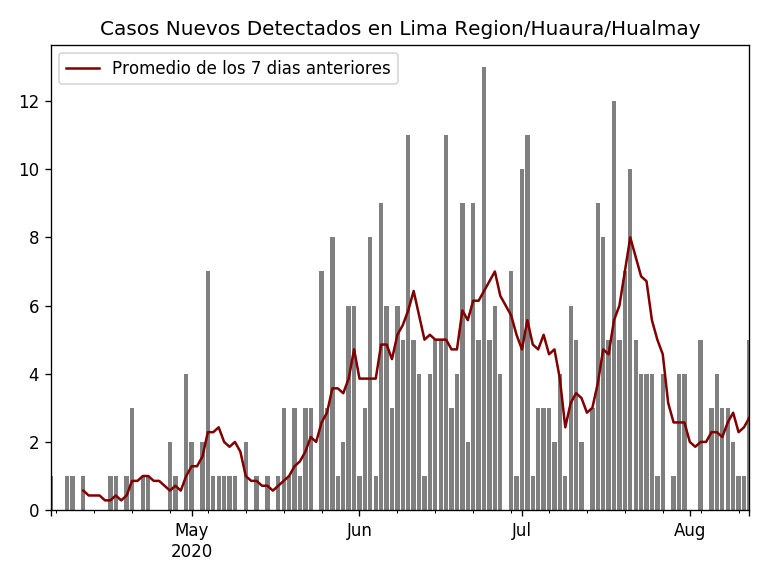 Casos Nuevos Detectados en Lima Region/Huaura/Hualmay
Promedio de los 7 dias anteriores
12
10
8
6
4
2
0
May Jun Jul Aug
2020